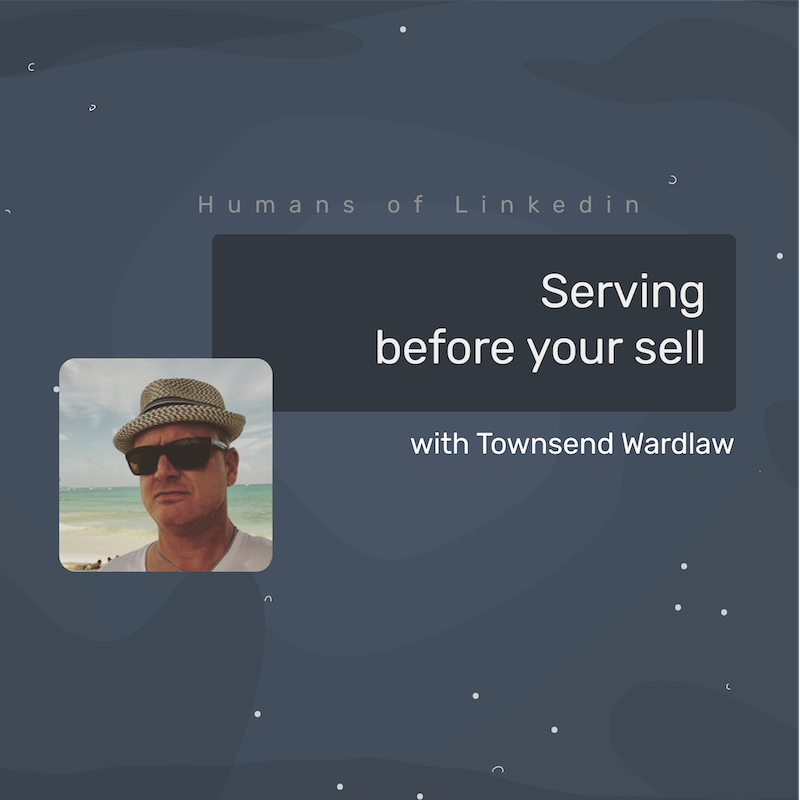 Humans of Linkedin
Serving
before your sell
with Townsend Wardlaw